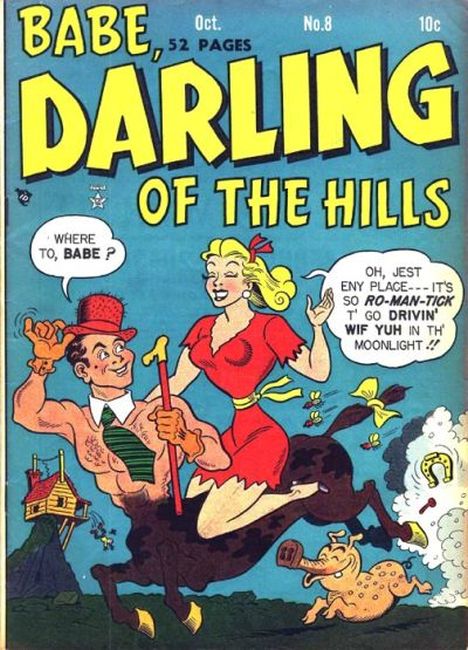 Oct. No.8 10c
BABE, 52 PAGES
DARLING
OF THE HILLS
WHERE
TO, BABE?
OH, JEST
ENY PLACE---IT'S
SO RO-MAN-TICK
T' GO DRIVIN'
WIF YUH IN TH'
MOONLIGHT!!